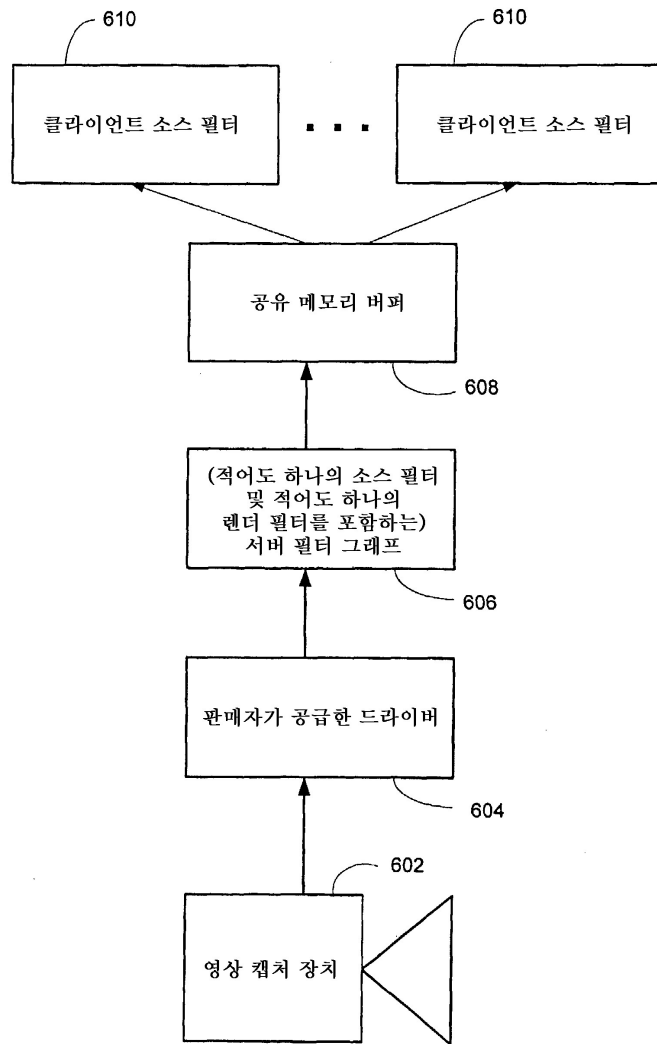 610
610
클라이언트 소스 필터
클라이언트 소스 필터
공유 메모리 버퍼
608
(적어도 하나의 소스 필터
및 적어도 하나의
렌더 필터를 포함하는)
서버 필터 그래프
606
판매자가 공급한 드라이버
604
602
영상 캡처 장치